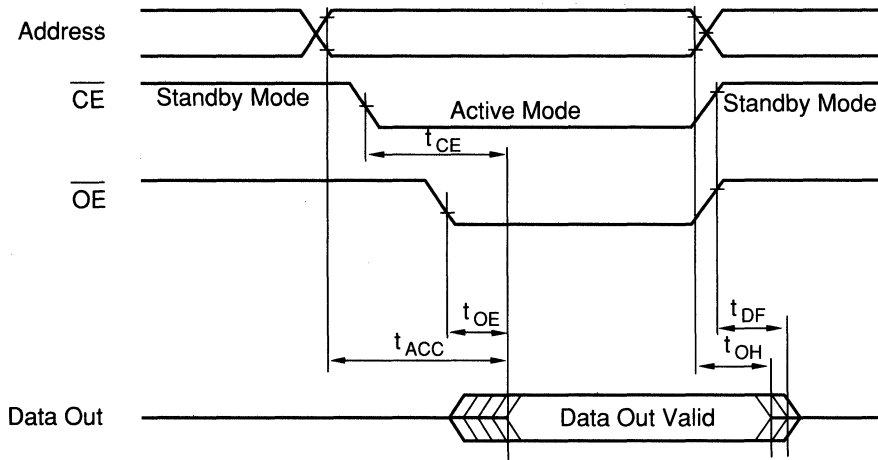 Address
CE
Standby Mode
Active Mode
Standby Mode
t CE
OE
t OE
t DF
t ACC
t OH
Data Out
Data Out Valid